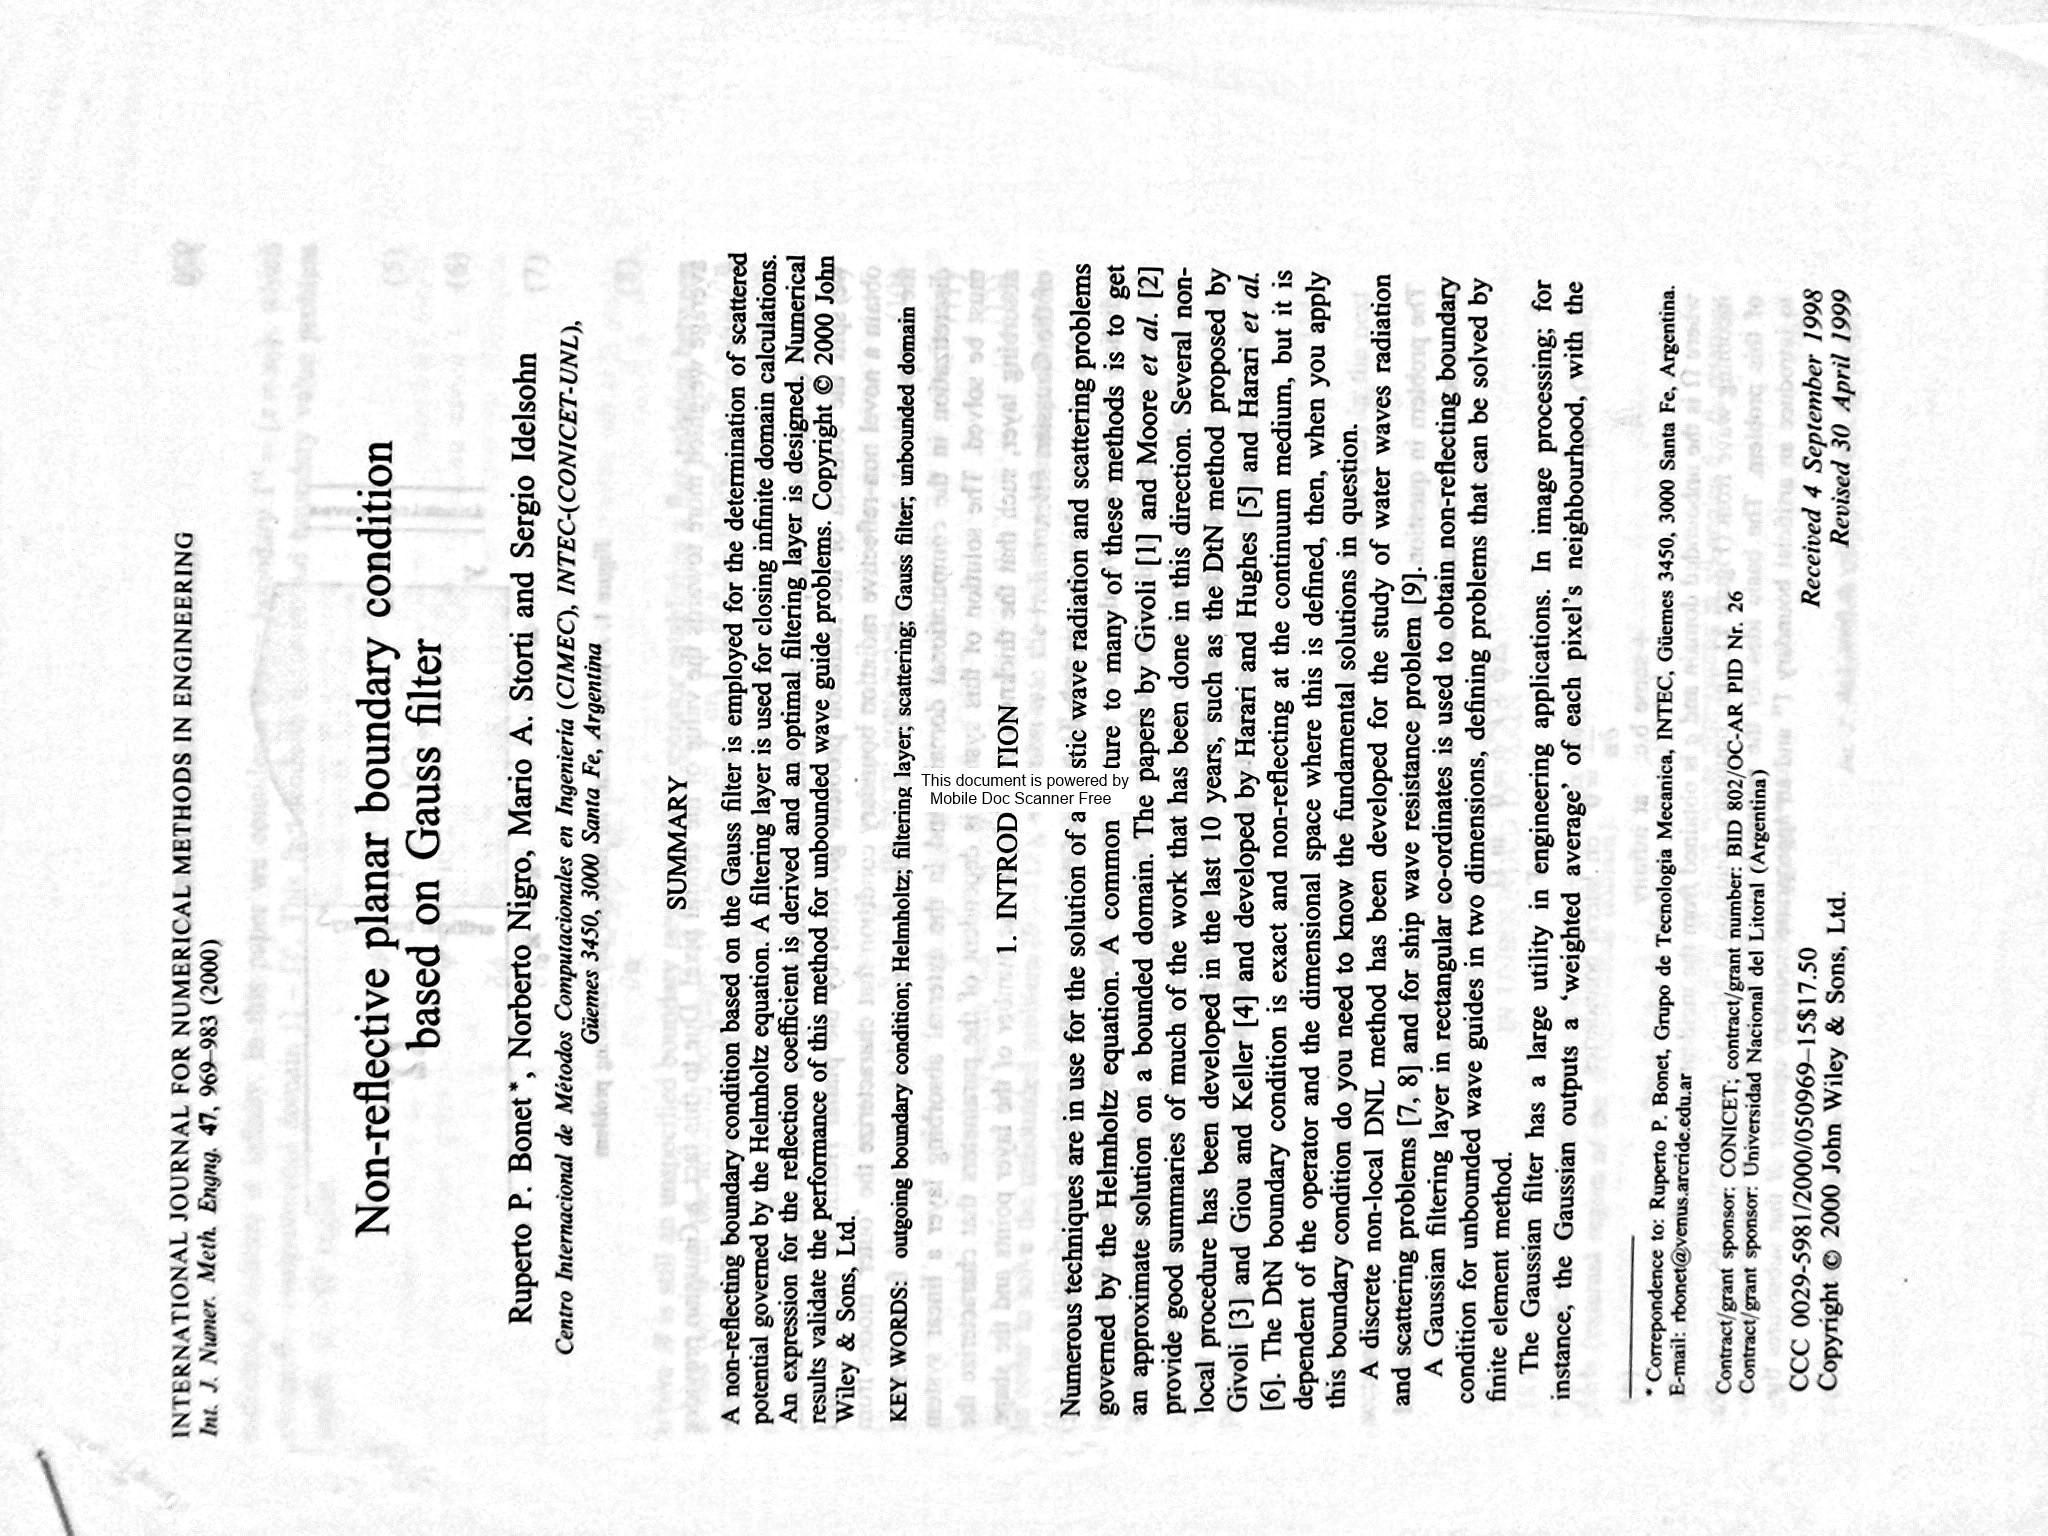 INTERNATIONAL JOURNAL FOR NUMERICAL METHODS IN ENGINEERING
Int. J. Numer. Meth. Engng. 47, 969–983 (2000)
Non-reflective planar boundary condition
based on Gauss filter
Ruperto P. Bonet*, Norberto Nigro, Mario A. Storti and Sergio Idelsohn
Centro Internacional de Métodos Computacionales en Ingeniería (CIMEC), INTEC-(CONICET-UNL),
Güemes 3450, 3000 Santa Fe, Argentina
SUMMARY
A non-reflecting boundary condition based on the Gauss filter is employed for the determination of scattered
potential governed by the Helmholtz equation. A filtering layer is used for closing infinite domain calculations.
An expression for the reflection coefficient is derived and an optimal filtering layer is designed. Numerical
results validate the performance of this method for unbounded wave guide problems. Copyright © 2000 John
Wiley & Sons, Ltd.
KEY WORDS: outgoing boundary condition; Helmholtz; filtering layer; scattering; Gauss filter; unbounded domain
1. INTROD TION
This document is powered by
Mobile Doc Scanner Free
Numerous techniques are in use for the solution of a stic wave radiation and scattering problems
governed by the Helmholtz equation. A common ture to many of these methods is to get
an approximate solution on a bounded domain. The papers by Givoli [1] and Moore et al. [2]
provide good summaries of much of the work that has been done in this direction. Several non-
local procedure has been developed in the last 10 years, such as the DtN method proposed by
Givoli [3] and Giou and Keller [4] and developed by Harari and Hughes [5] and Harari et al.
[6]. The DtN boundary condition is exact and non-reflecting at the continuum medium, but it is
dependent of the operator and the dimensional space where this is defined, then, when you apply
this boundary condition do you need to know the fundamental solutions in question.
A discrete non-local DNL method has been developed for the study of water waves radiation
and scattering problems [7, 8] and for ship wave resistance problem [9].
A Gaussian filtering layer in rectangular co-ordinates is used to obtain non-reflecting boundary
condition for unbounded wave guides in two dimensions, defining problems that can be solved by
finite element method.
The Gaussian filter has a large utility in engineering applications. In image processing; for
instance, the Gaussian outputs a 'weighted average' of each pixel's neighbourhood, with the
* Correpondence to: Ruperto P. Bonet, Grupo de Tecnologia Mecanica, INTEC, Güemes 3450, 3000 Santa Fe, Argentina.
E-mail: rbonet@venus.arcride.edu.ar
Contract/grant sponsor: CONICET; contract/grant number: BID 802/OC-AR PID Nr. 26
Contract/grant sponsor: Universidad Nacional del Litoral (Argentina)
CCC 0029-5981/2000/050969–15$17.50
Copyright © 2000 John Wiley & Sons, Ltd.
Received 4 September 1998
Revised 30 April 1999